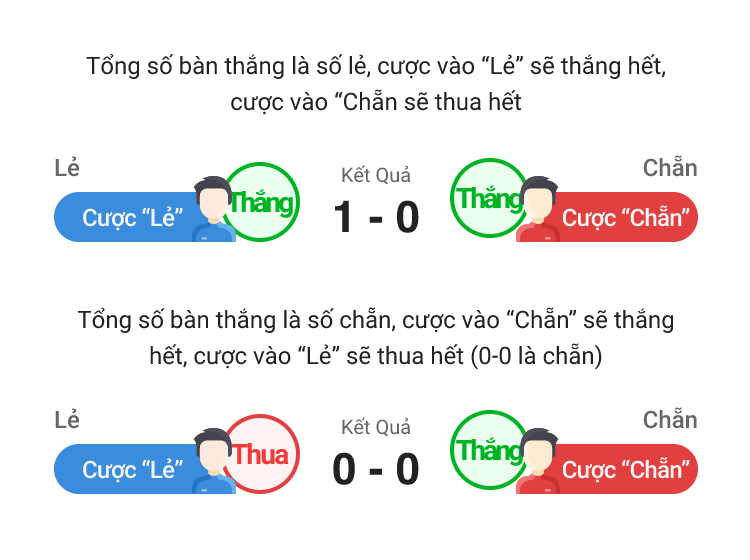 Tổng số bàn thắng là số lẻ, cược vào “Lẻ” sẽ thắng hết,
cược vào “Chẵn sẽ thua hết
Lẻ
Chẵn
Kết Quả
Cược “Lẻ”
Thắng
1 - 0
Thắng
Cược “Chẵn”
Tổng số bàn thắng là số chẵn, cược vào “Chẵn” sẽ thắng
hết, cược vào “Lẻ” sẽ thua hết (0-0 là chẵn)
Lẻ
Chẵn
Kết Quả
Cược “Lẻ”
Thua
0 - 0
Thắng
Cược “Chẵn”